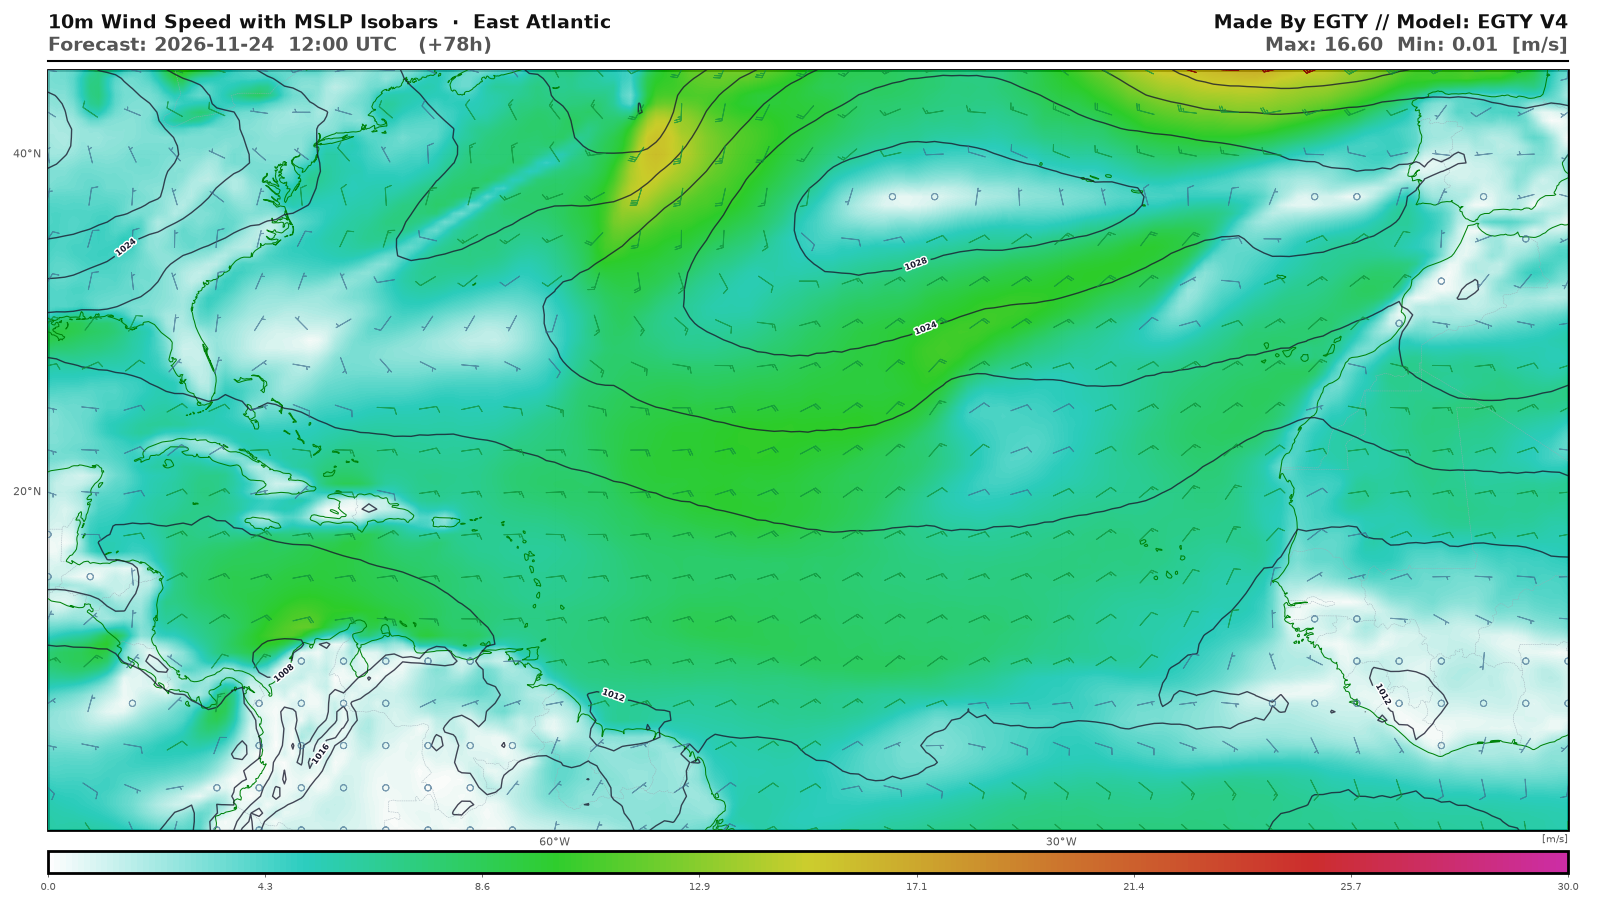 10m Wind Speed with MSLP Isobars · East Atlantic
Made By EGTY // Model: EGTY V4
Forecast: 2026-11-24 12:00 UTC (+78h)
Max: 16.60 Min: 0.01 [m/s]
40°N
1024
1028
1024
20°N
1008
1012
1012
1016
60°W
30°W
[m/s]
0.0
4.3
8.6
12.9
17.1
21.4
25.7
30.0